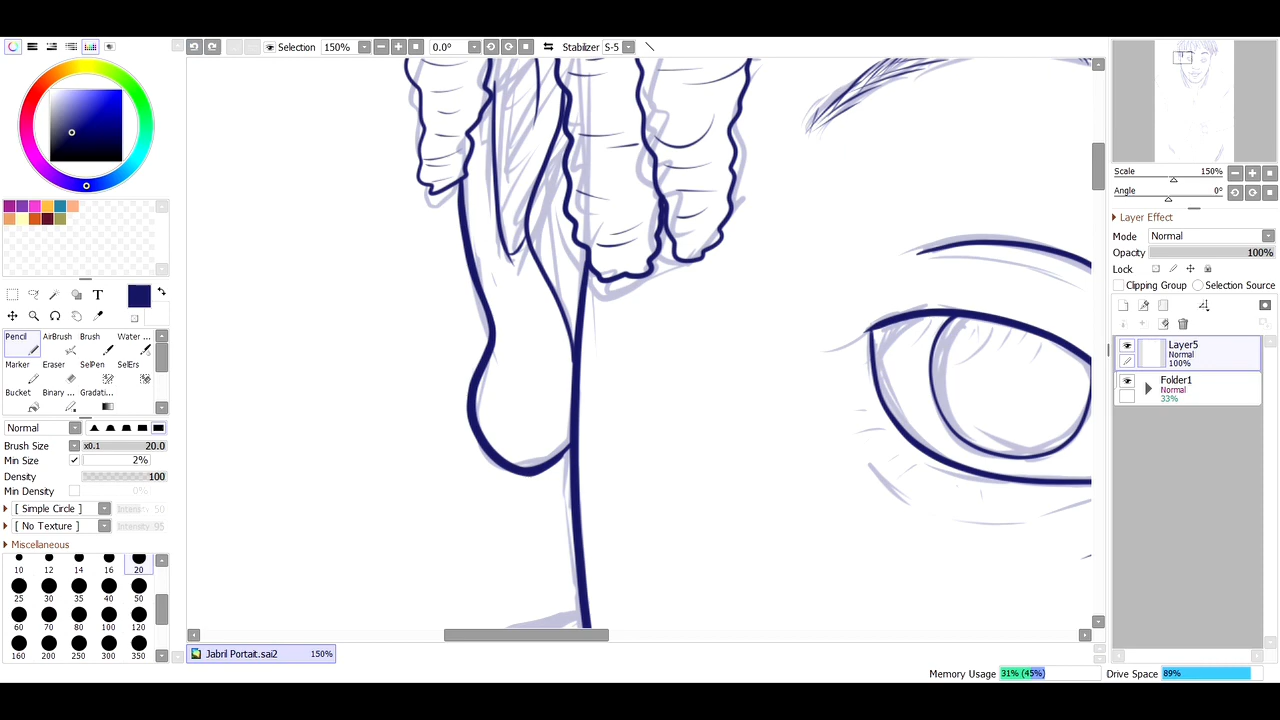 Selection 150% 0.0° Stabilizer S-5
T
Pencil AirBrush Brush Water ...
Marker Eraser SelPen SelErs
Bucket Binary ... Gradati...
Normal
Brush Size x0.1 20.0
Min Size 2%
Density 100
Min Density 0%
[ Simple Circle ] Intensity 50
[ No Texture ] Intensity 95
Miscellaneous
10 12 14 16 20
25 30 35 40 50
60 70 80 100 120
160 200 250 300 350
Jabril Portait.sai2 150%
Scale 150%
Angle 0°
Layer Effect
Mode Normal
Opacity 100%
Lock
Clipping Group Selection Source
Layer5
Normal
100%
Folder1
Normal
33%
Memory Usage 31% (45%) Drive Space 89%